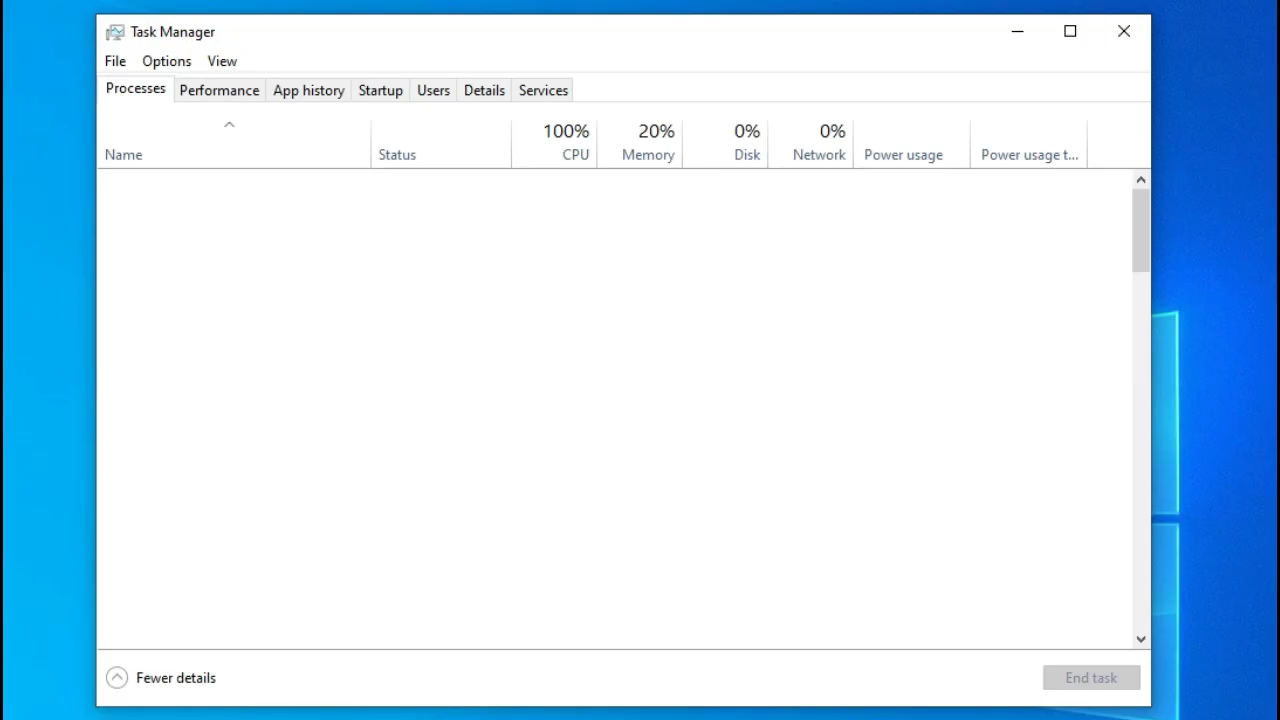 Task Manager
File Options View
Processes Performance App history Startup Users Details Services
100% 20% 0% 0%
Name Status CPU Memory Disk Network Power usage Power usage t...
Fewer details End task